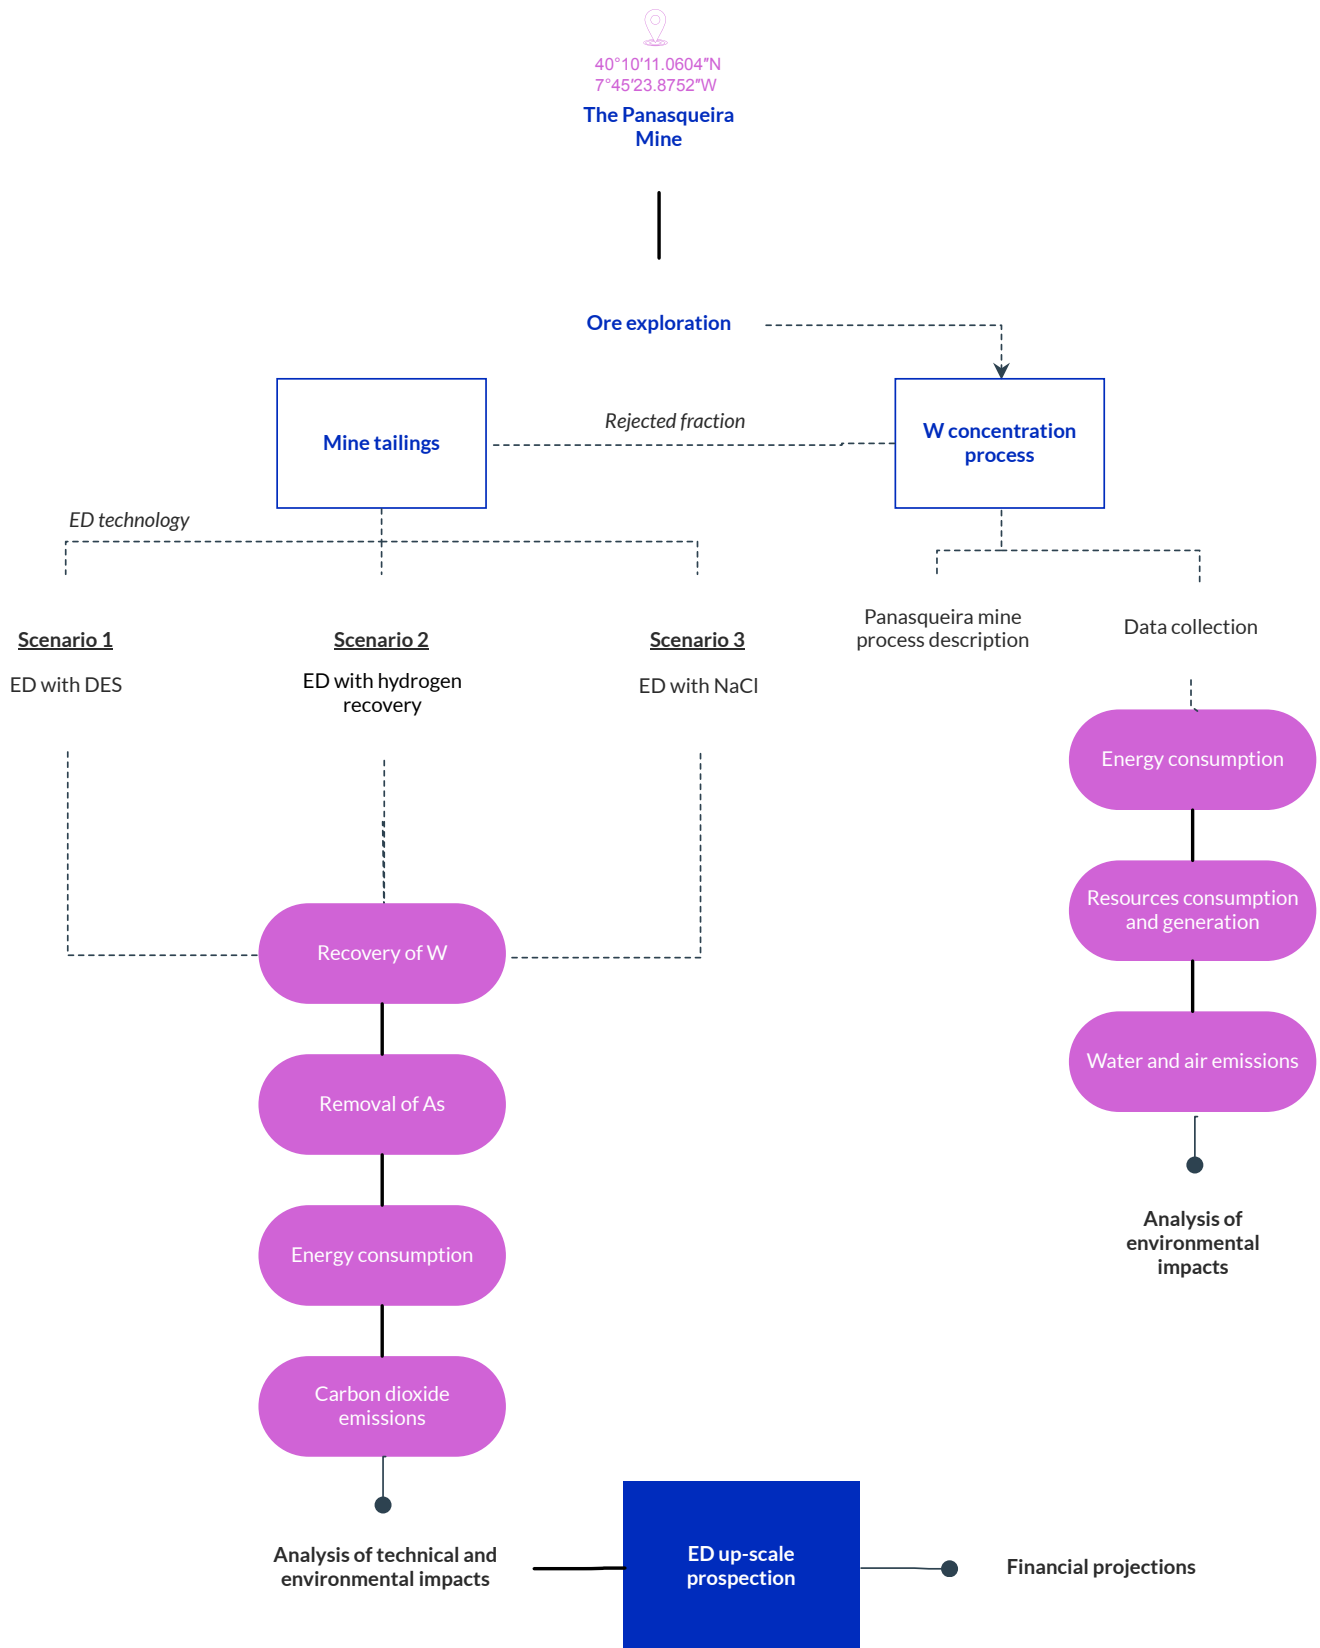 40°10′11.0604″N
7°45′23.8752″W
The Panasqueira
Mine
Ore exploration
Mine tailings
Rejected fraction
W concentration
process
ED technology
Scenario 1
ED with DES
Scenario 2
ED with hydrogen
recovery
Scenario 3
ED with NaCl
Panasqueira mine
process description
Data collection
Energy consumption
Resources consumption
and generation
Water and air emissions
Analysis of
environmental
impacts
Recovery of W
Removal of As
Energy consumption
Carbon dioxide
emissions
Analysis of technical and
environmental impacts
ED up-scale
prospection
Financial projections